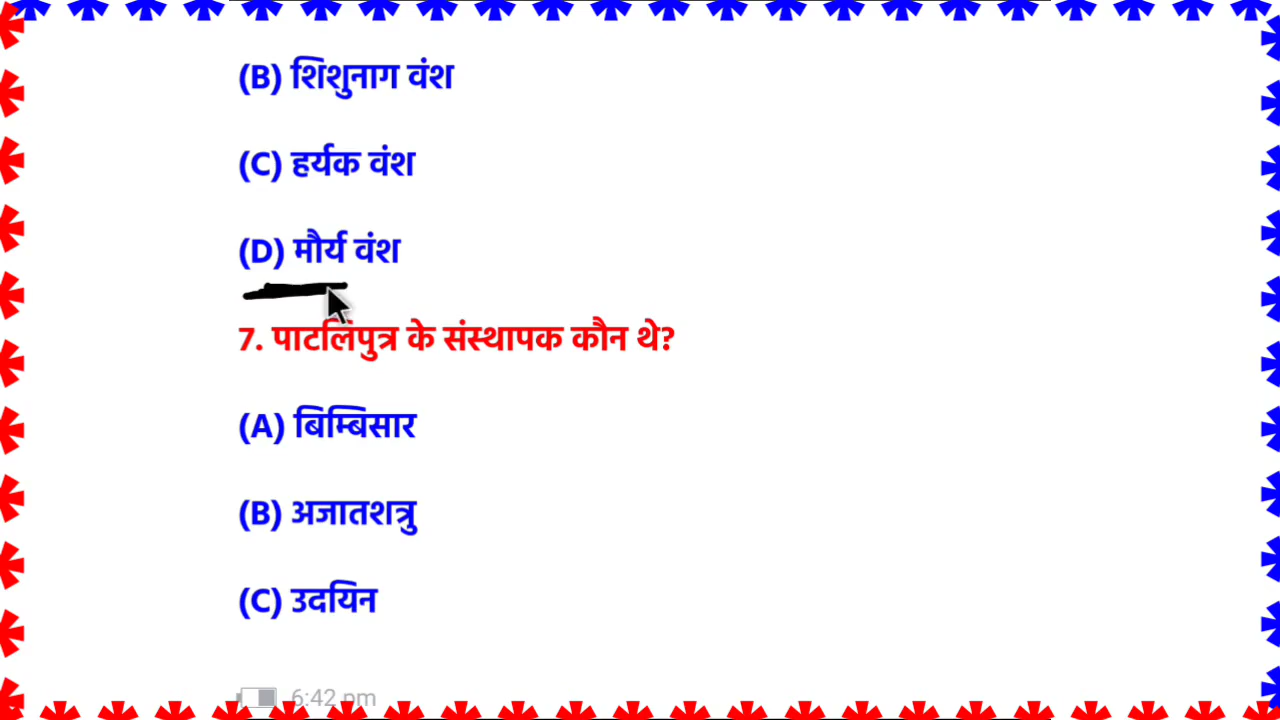 (B) शिशुनाग वंश
(C) हर्यक वंश
(D) मौर्य वंश
7. पाटलिपुत्र के संस्थापक कौन थे?
(A) बिम्बिसार
(B) अजातशत्रु
(C) उदयिन
6:42 pm